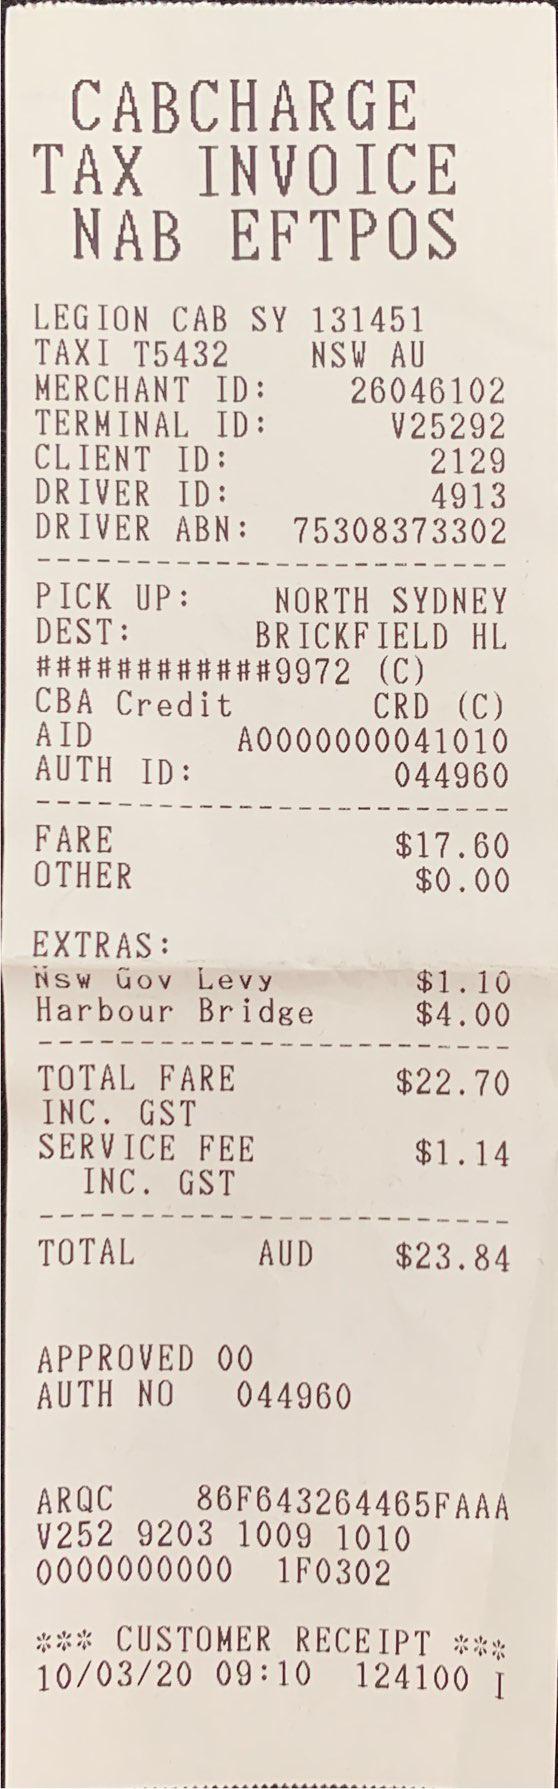 CABCHARGE
TAX INVOICE
NAB EFTPOS
LEGION CAB SY 131451
TAXI T5432 NSW AU
MERCHANT ID: 26046102
TERMINAL ID: V25292
CLIENT ID: 2129
DRIVER ID: 4913
DRIVER ABN: 75308373302
------------------------
PICK UP: NORTH SYDNEY
DEST: BRICKFIELD HL
############9972 (C)
CBA Credit CRD (C)
AID A0000000041010
AUTH ID: 044960
------------------------
FARE $17.60
OTHER $0.00
EXTRAS:
Nsw Gov Levy $1.10
Harbour Bridge $4.00
------------------------
TOTAL FARE $22.70
INC. GST
SERVICE FEE $1.14
INC. GST
------------------------
TOTAL AUD $23.84
APPROVED 00
AUTH NO 044960
ARQC 86F643264465FAAA
V252 9203 1009 1010
0000000000 1F0302
*** CUSTOMER RECEIPT ***
10/03/20 09:10 124100 I